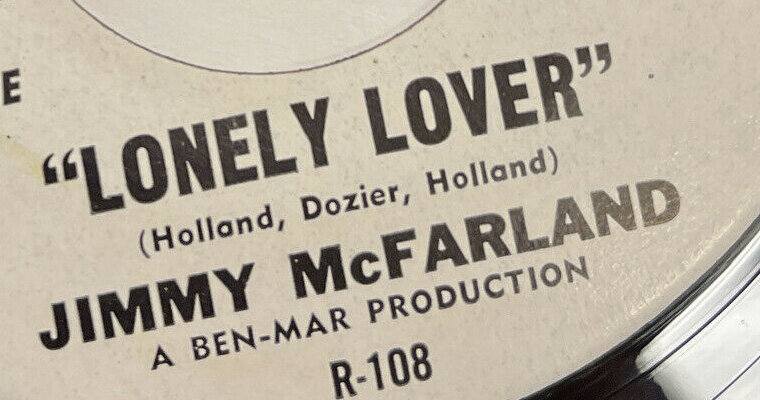 E
“LONELY LOVER”
(Holland, Dozier, Holland)
JIMMY McFARLAND
A BEN-MAR PRODUCTION
R-108